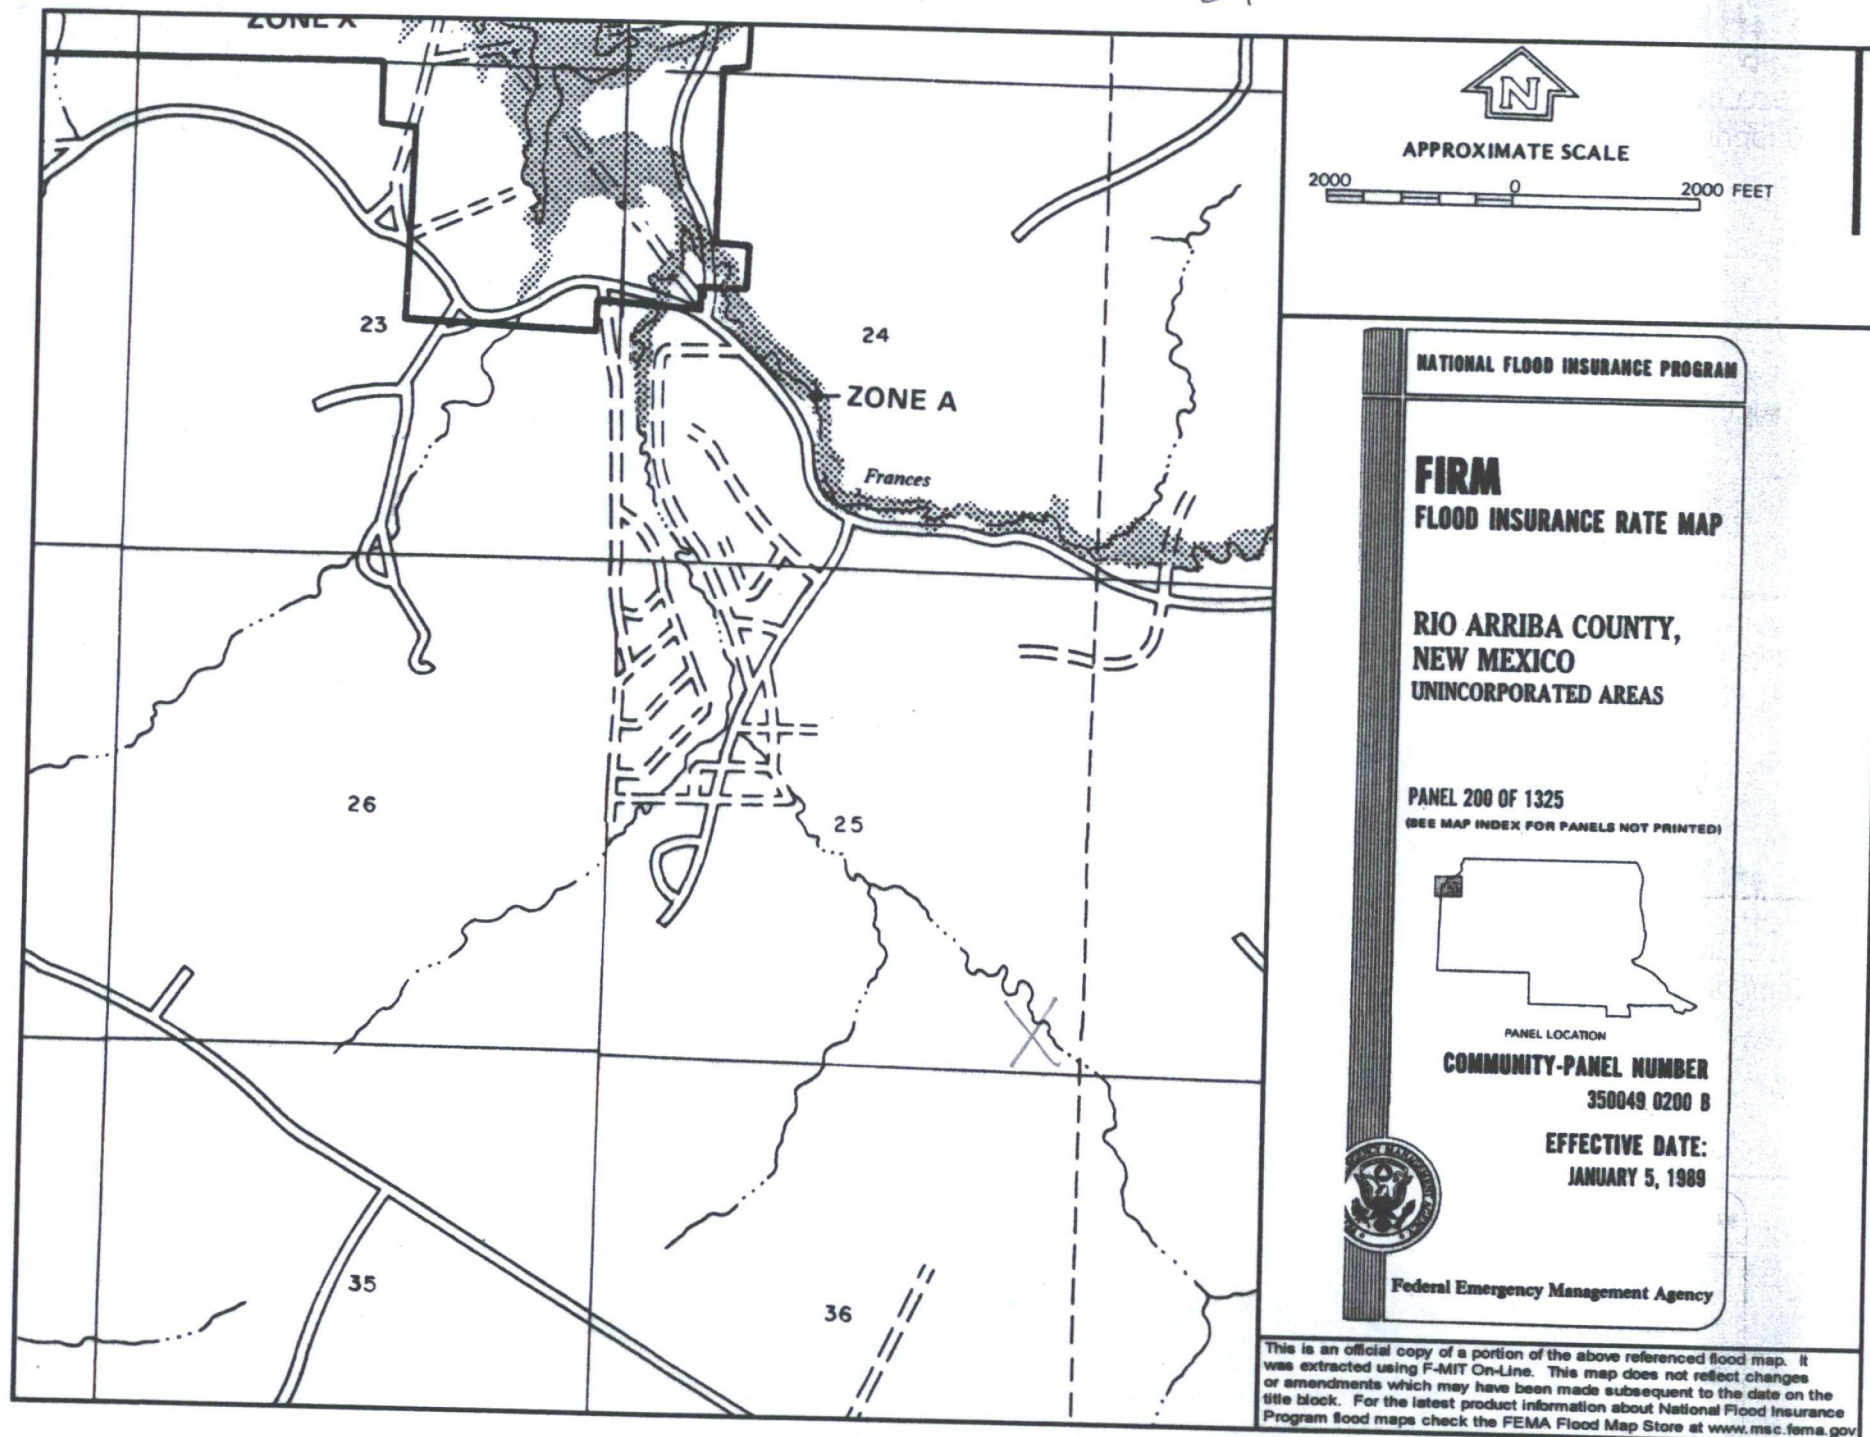 ZONE X
23
24
ZONE A
Frances
26
25
35
36
N
APPROXIMATE SCALE
2000 0 2000 FEET
NATIONAL FLOOD INSURANCE PROGRAM
FIRM
FLOOD INSURANCE RATE MAP
RIO ARRIBA COUNTY,
NEW MEXICO
UNINCORPORATED AREAS
PANEL 200 OF 1325
(SEE MAP INDEX FOR PANELS NOT PRINTED)
PANEL LOCATION
COMMUNITY-PANEL NUMBER
350049 0200 B
EFFECTIVE DATE:
JANUARY 5, 1989
Federal Emergency Management Agency
This is an official copy of a portion of the above referenced flood map. It
was extracted using F-MIT On-Line. This map does not reflect changes
or amendments which may have been made subsequent to the date on the
title block. For the latest product information about National Flood Insurance
Program flood maps check the FEMA Flood Map Store at www.msc.fema.gov